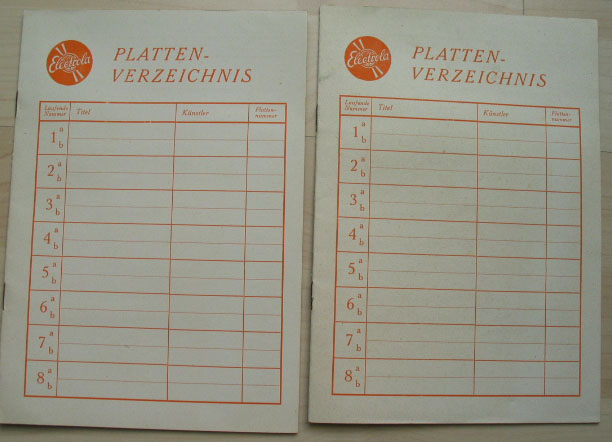 Electrola
PLATTEN-
VERZEICHNIS
Laufende Nummer Titel Künstler Platten-nummer
1 a
b
2 a
b
3 a
b
4 a
b
5 a
b
6 a
b
7 a
b
8 a
b
Electrola
PLATTEN-
VERZEICHNIS
Laufende Nummer Titel Künstler Platten-nummer
1 a
b
2 a
b
3 a
b
4 a
b
5 a
b
6 a
b
7 a
b
8 a
b